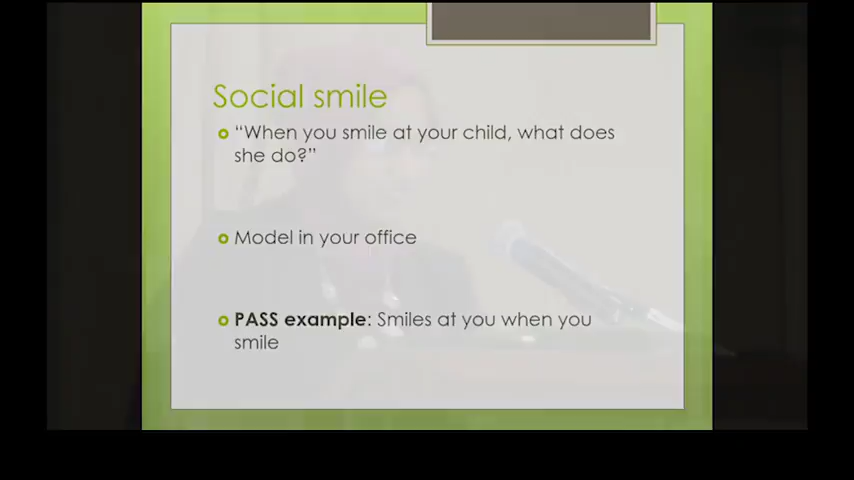 Social smile
“When you smile at your child, what does
she do?”
Model in your office
PASS example: Smiles at you when you
smile